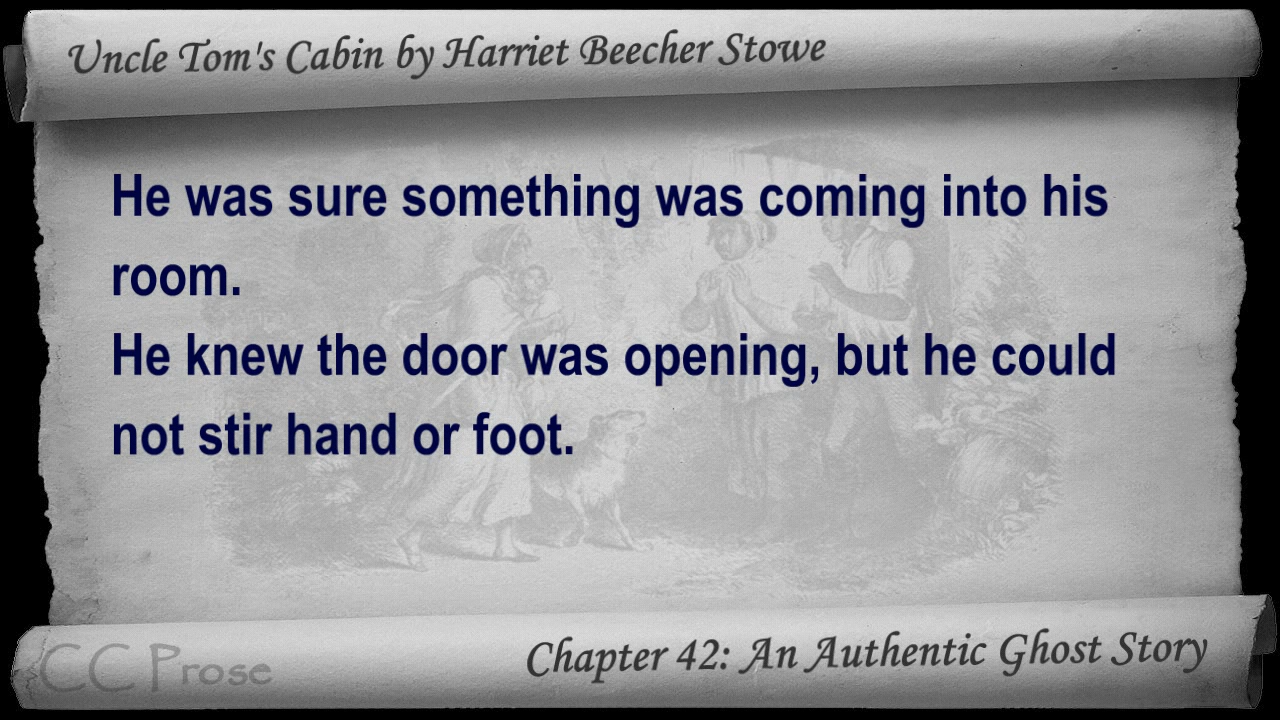 Uncle Tom's Cabin by Harriet Beecher Stowe
He was sure something was coming into his
room.
He knew the door was opening, but he could
not stir hand or foot.
CC Prose
Chapter 42: An Authentic Ghost Story